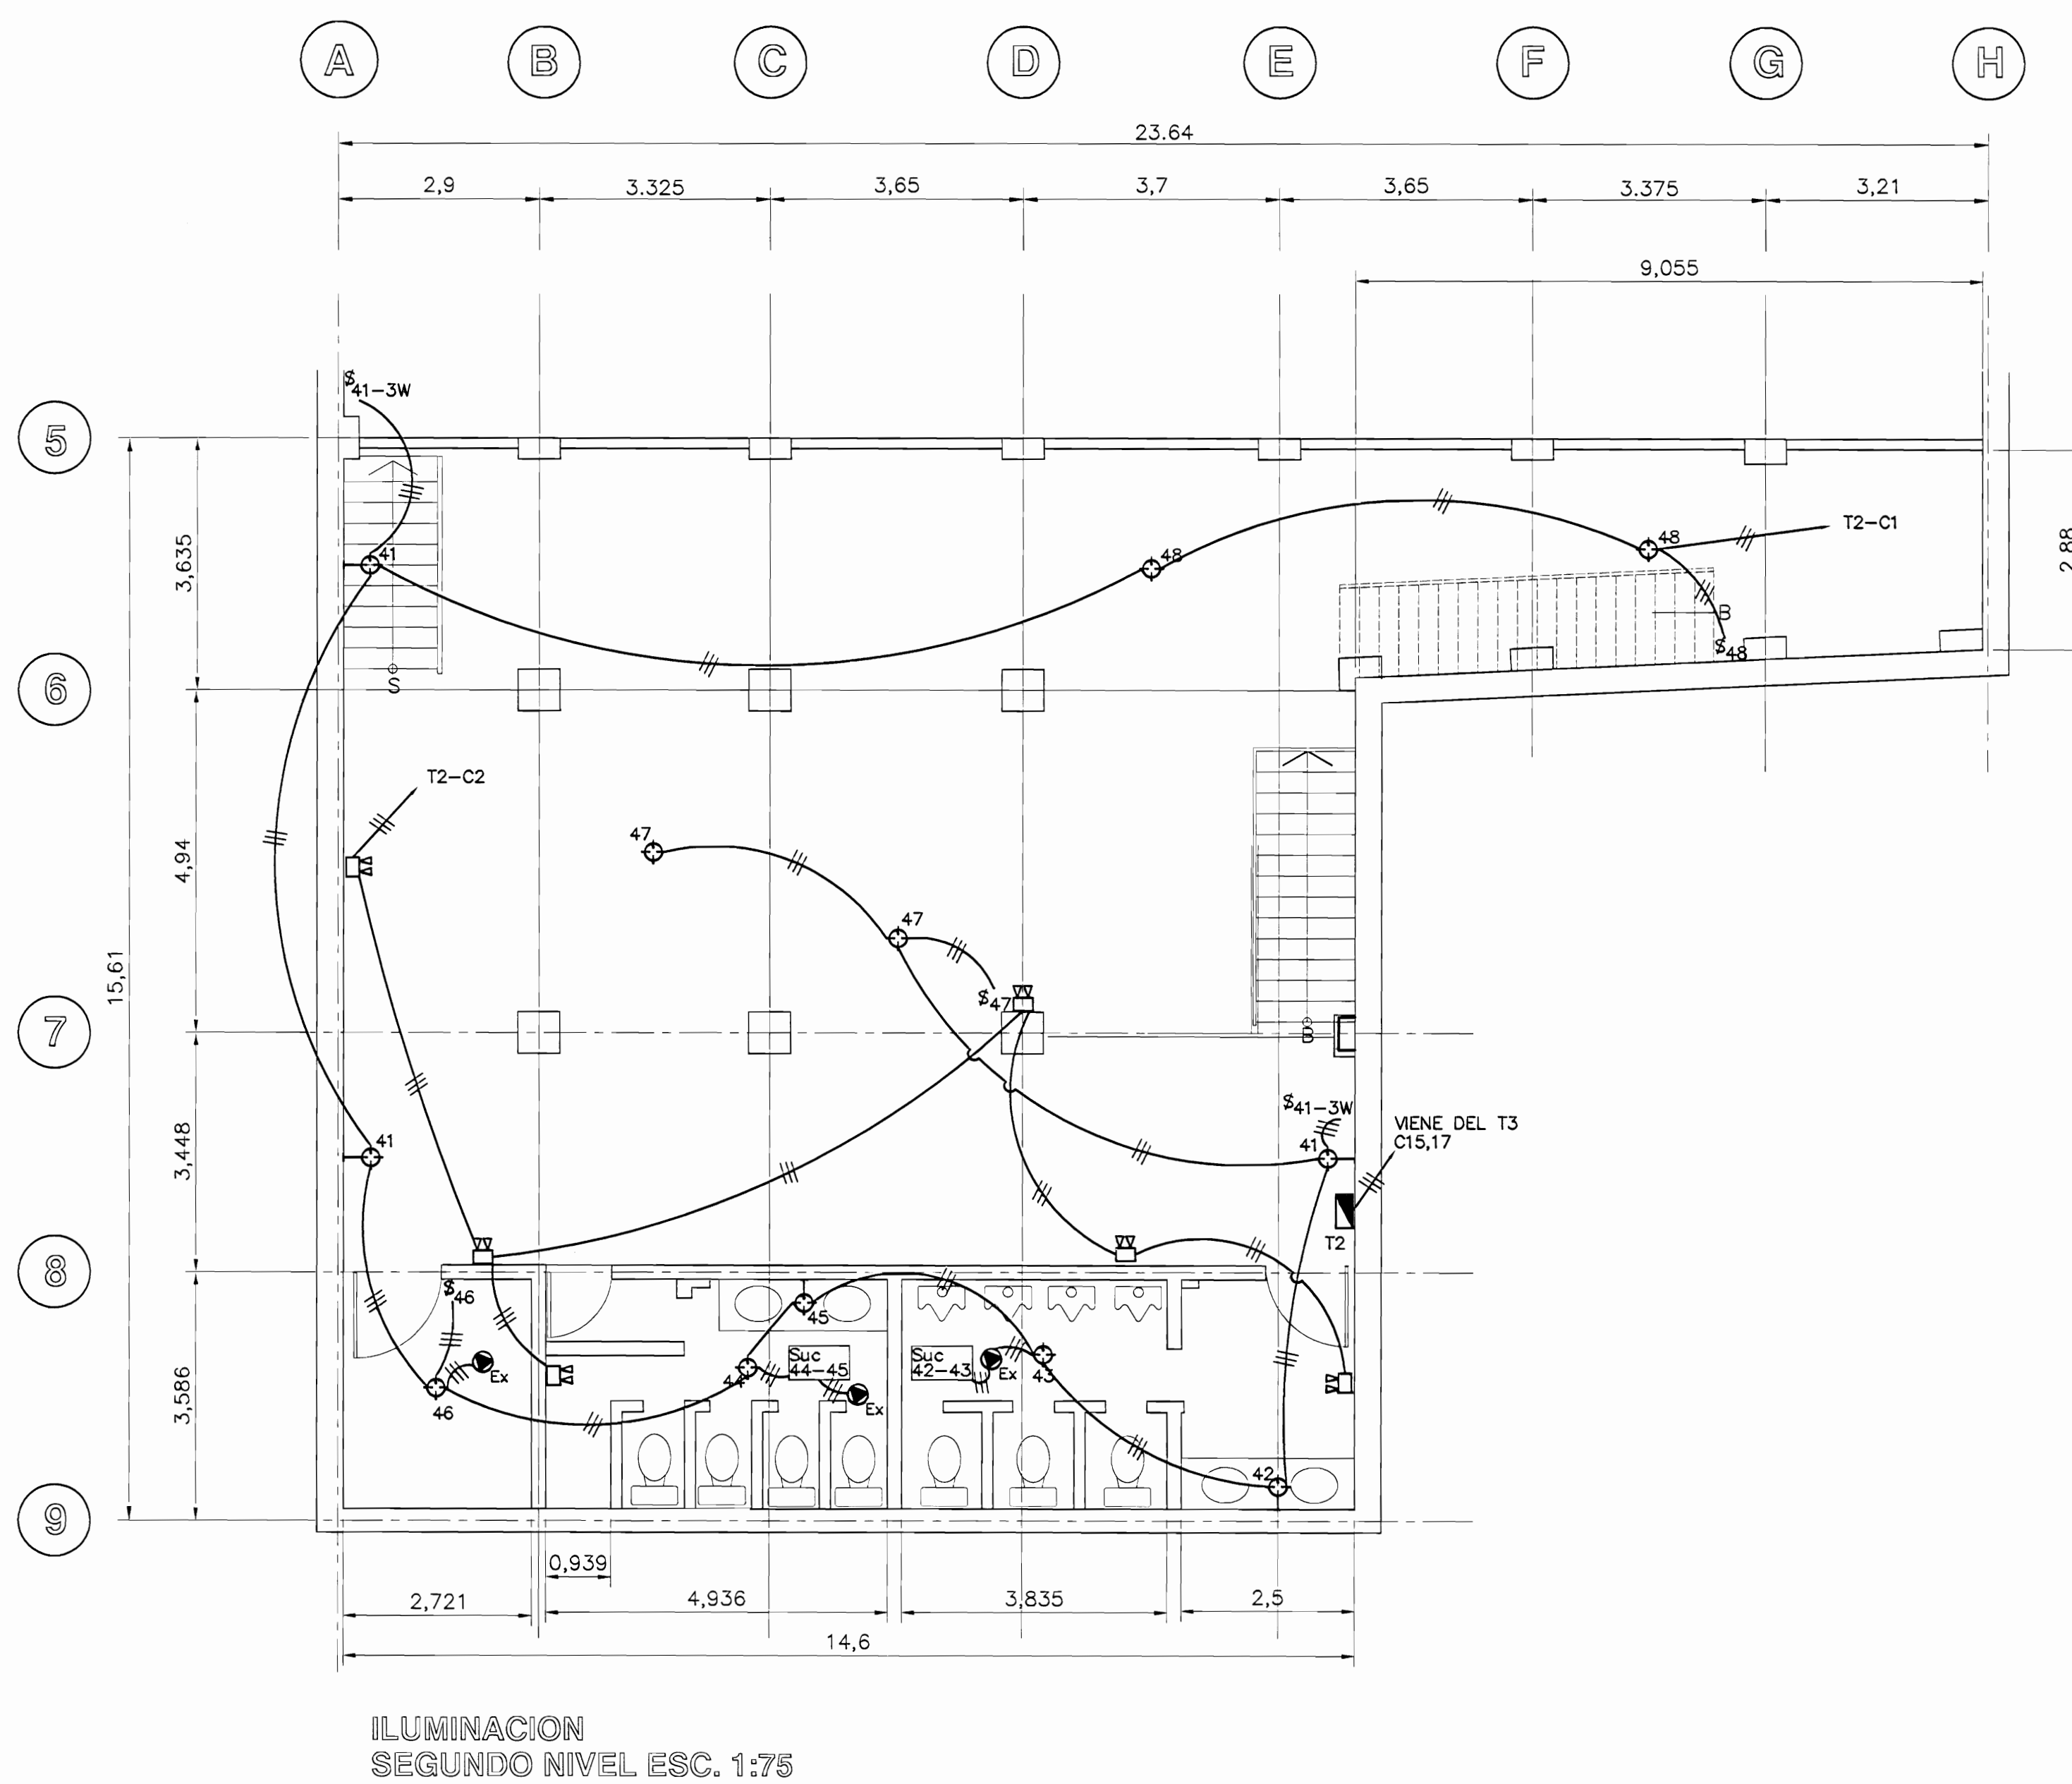 A B C D E F G H
23.64
2,9 3.325 3,65 3,7 3,65 3.375 3,21
9,055
$41-3W
5
T2-C1
48
48
41
3,635
2,88
B
$48
6
S
T2-C2
47
4,94
47
15,61
$47
7
B
$41-3W
VIENE DEL T3
C15,17
41
41
3,448
T2
8
$46
45
Suc
44-45
Suc
42-43
44
43
Ex
Ex
Ex
46
3,586
42
9
0,939
2,721 4,936 3,835 2,5
14,6
ILUMINACION
SEGUNDO NIVEL ESC. 1:75